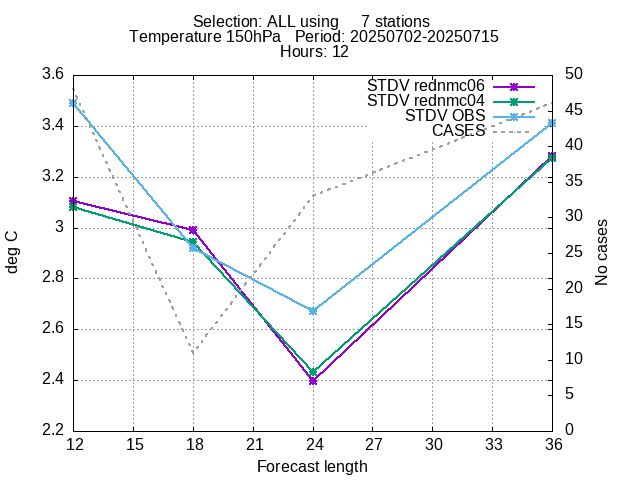 Selection: ALL using     7 stations
Temperature 150hPa   Period: 20250702-20250715
Hours: 12
STDV rednmc06
STDV rednmc04
STDV OBS
CASES
3.6
3.4
3.2
3
2.8
2.6
2.4
2.2
deg C
50
45
40
35
30
25
20
15
10
5
0
No cases
12 15 18 21 24 27 30 33 36
Forecast length